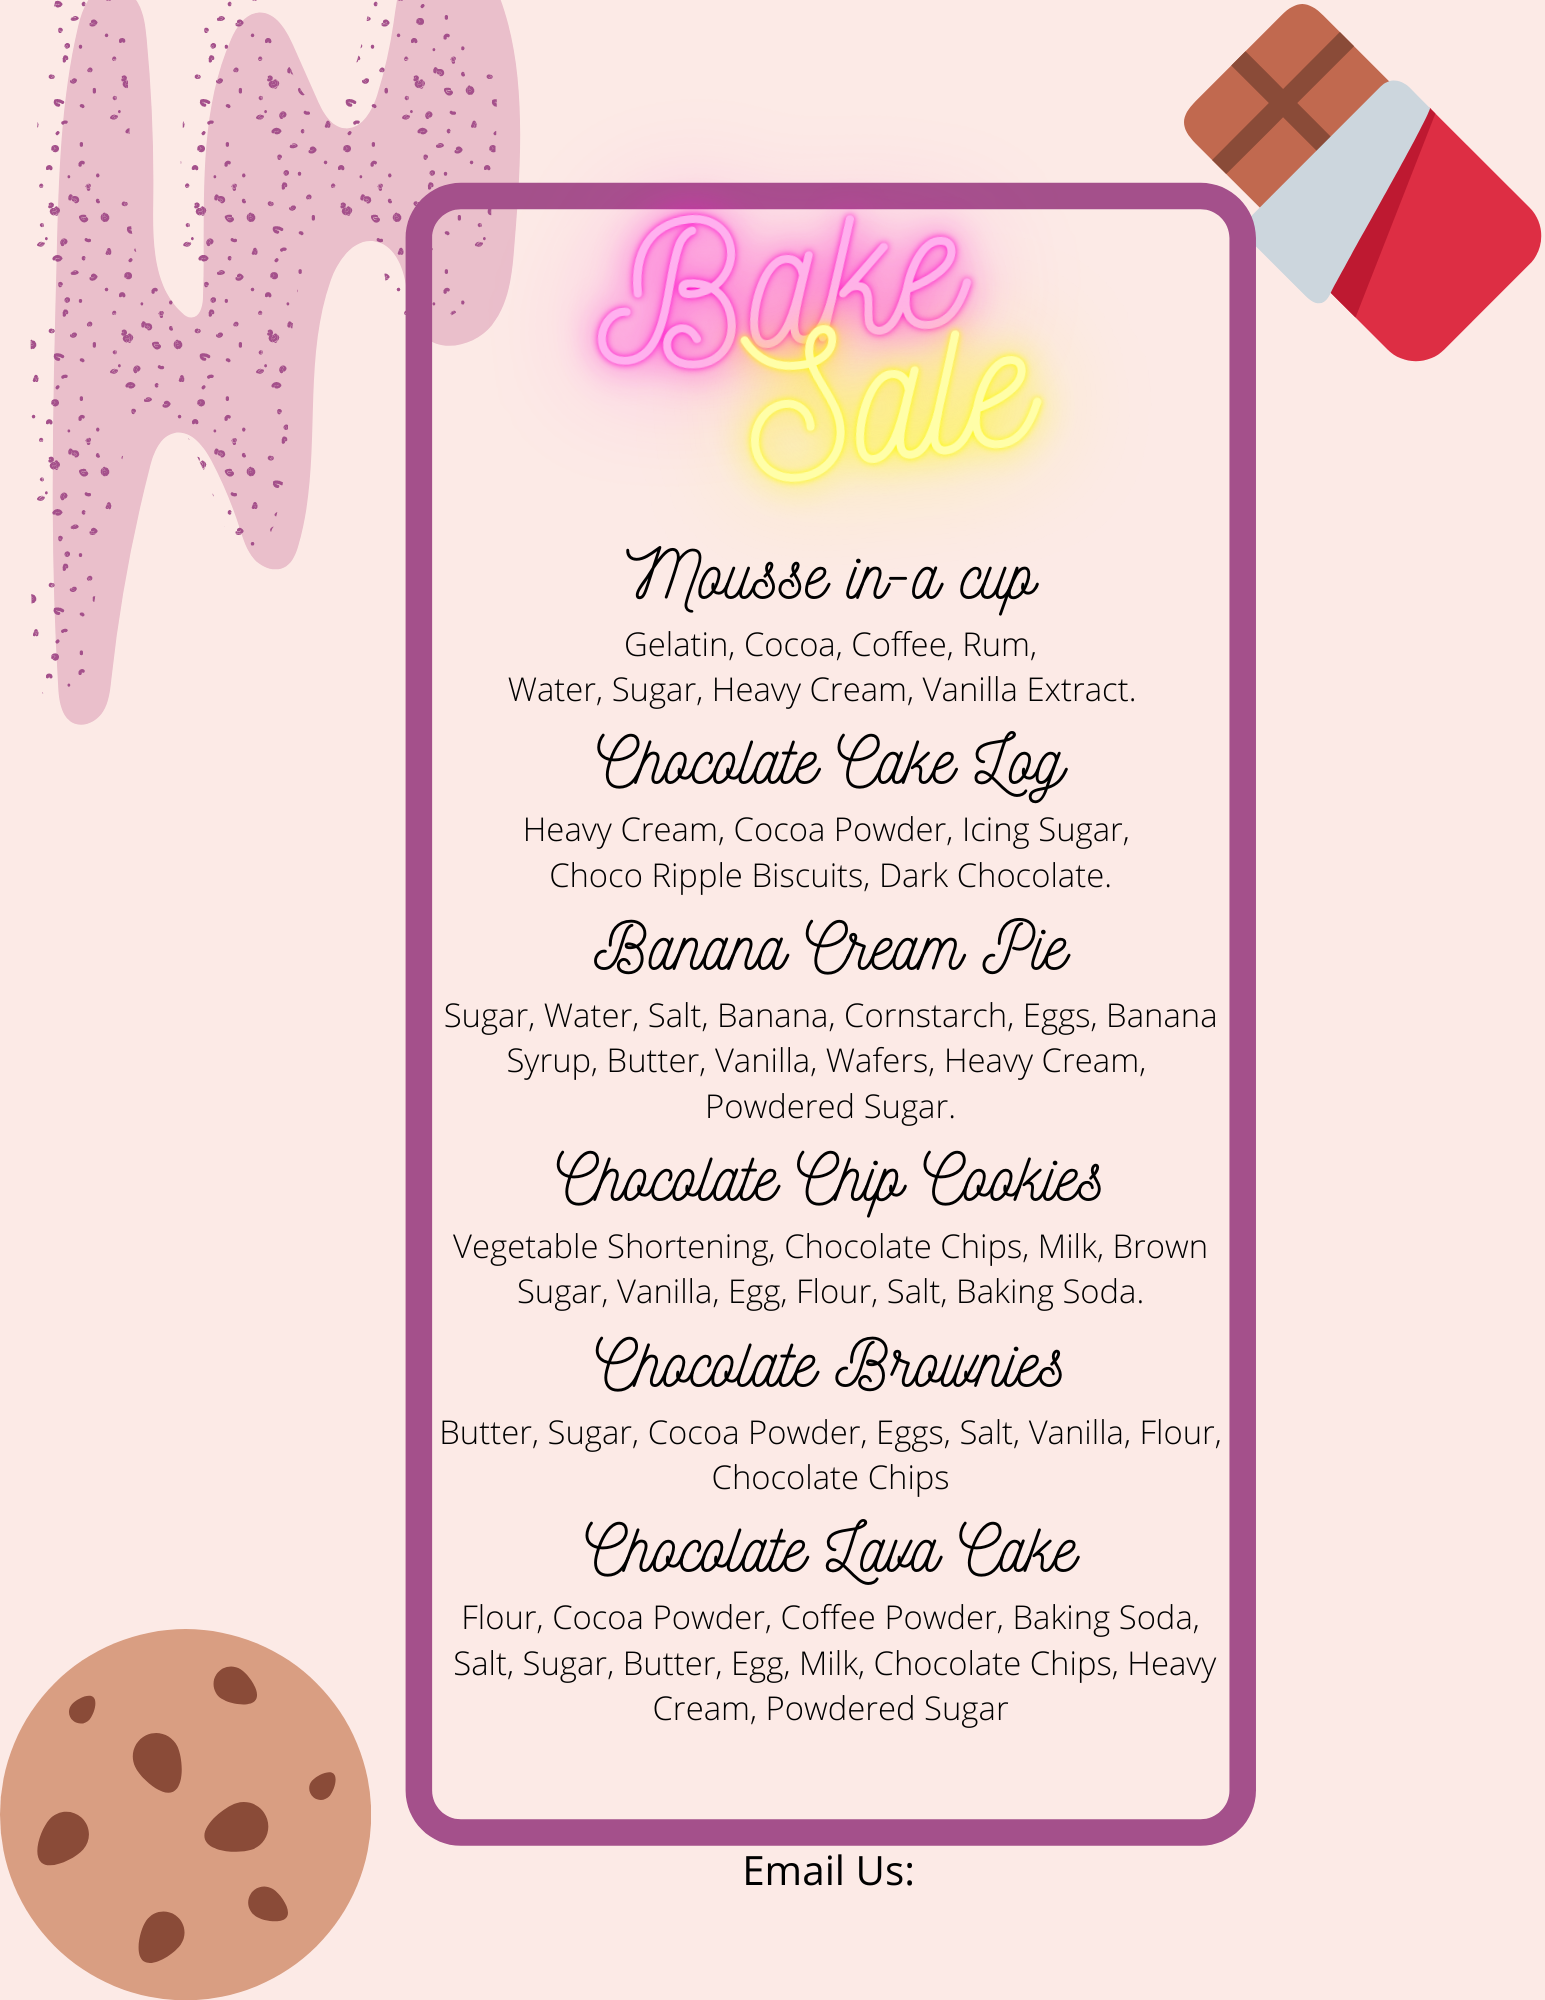 Bake
Sale
Mousse in-a cup
Gelatin, Cocoa, Coffee, Rum,
Water, Sugar, Heavy Cream, Vanilla Extract.
Chocolate Cake Log
Heavy Cream, Cocoa Powder, Icing Sugar,
Choco Ripple Biscuits, Dark Chocolate.
Banana Cream Pie
Sugar, Water, Salt, Banana, Cornstarch, Eggs, Banana
Syrup, Butter, Vanilla, Wafers, Heavy Cream,
Powdered Sugar.
Chocolate Chip Cookies
Vegetable Shortening, Chocolate Chips, Milk, Brown
Sugar, Vanilla, Egg, Flour, Salt, Baking Soda.
Chocolate Brownies
Butter, Sugar, Cocoa Powder, Eggs, Salt, Vanilla, Flour,
Chocolate Chips
Chocolate Lava Cake
Flour, Cocoa Powder, Coffee Powder, Baking Soda,
Salt, Sugar, Butter, Egg, Milk, Chocolate Chips, Heavy
Cream, Powdered Sugar
Email Us: